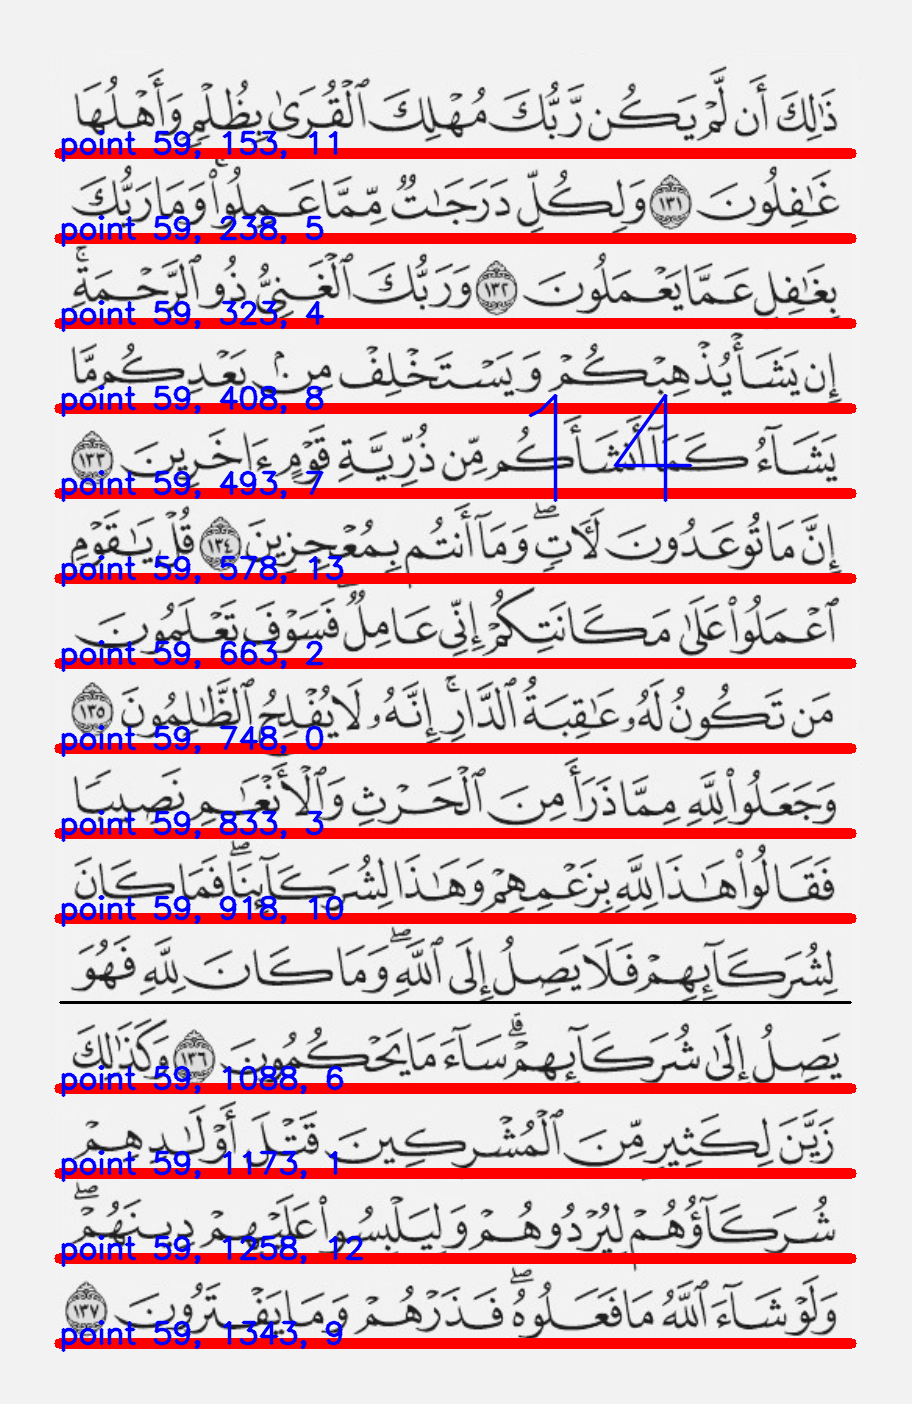 ذَٰلِكَ أَن لَّمْ يَكُن رَّبُّكَ مُهْلِكَ ٱلْقُرَىٰ بِظُلْمٍ وَأَهْلُهَا
point 59, 153, 11
غَٰفِلُونَ ١٣١ وَلِكُلٍّ دَرَجَٰتٌ مِّمَّا عَمِلُوا۟ وَمَا رَبُّكَ
point 59, 238, 5
بِغَٰفِلٍ عَمَّا يَعْمَلُونَ ١٣٢ وَرَبُّكَ ٱلْغَنِىُّ ذُو ٱلرَّحْمَةِ ۚ
point 59, 323, 4
إِن يَشَأْ يُذْهِبْكُمْ وَيَسْتَخْلِفْ مِنۢ بَعْدِكُم مَّا
point 59, 408, 8
14
يَشَآءُ كَمَآ أَنشَأَكُم مِّن ذُرِّيَّةِ قَوْمٍ ءَاخَرِينَ ١٣٣
point 59, 493, 7
إِنَّ مَا تُوعَدُونَ لَـَٔاتٍ ۖ وَمَآ أَنتُم بِمُعْجِزِينَ ١٣٤ قُلْ يَٰقَوْمِ
point 59, 578, 13
ٱعْمَلُوا۟ عَلَىٰ مَكَانَتِكُمْ إِنِّى عَامِلٌ ۖ فَسَوْفَ تَعْلَمُونَ
point 59, 663, 2
مَن تَكُونُ لَهُۥ عَٰقِبَةُ ٱلدَّارِ ۗ إِنَّهُۥ لَا يُفْلِحُ ٱلظَّٰلِمُونَ ١٣٥
point 59, 748, 0
وَجَعَلُوا۟ لِلَّهِ مِمَّا ذَرَأَ مِنَ ٱلْحَرْثِ وَٱلْأَنْعَٰمِ نَصِيبًا
point 59, 833, 3
فَقَالُوا۟ هَٰذَا لِلَّهِ بِزَعْمِهِمْ وَهَٰذَا لِشُرَكَآئِنَا ۖ فَمَا كَانَ
point 59, 918, 10
لِشُرَكَآئِهِمْ فَلَا يَصِلُ إِلَى ٱللَّهِ ۖ وَمَا كَانَ لِلَّهِ فَهُوَ
يَصِلُ إِلَىٰ شُرَكَآئِهِمْ ۗ سَآءَ مَا يَحْكُمُونَ ١٣٦ وَكَذَٰلِكَ
point 59, 1088, 6
زَيَّنَ لِكَثِيرٍ مِّنَ ٱلْمُشْرِكِينَ قَتْلَ أَوْلَٰدِهِمْ
point 59, 1173, 1
شُرَكَآؤُهُمْ لِيُرْدُوهُمْ وَلِيَلْبِسُوا۟ عَلَيْهِمْ دِينَهُمْ ۖ
point 59, 1258, 12
وَلَوْ شَآءَ ٱللَّهُ مَا فَعَلُوهُ ۖ فَذَرْهُمْ وَمَا يَفْتَرُونَ ١٣٧
point 59, 1343, 9